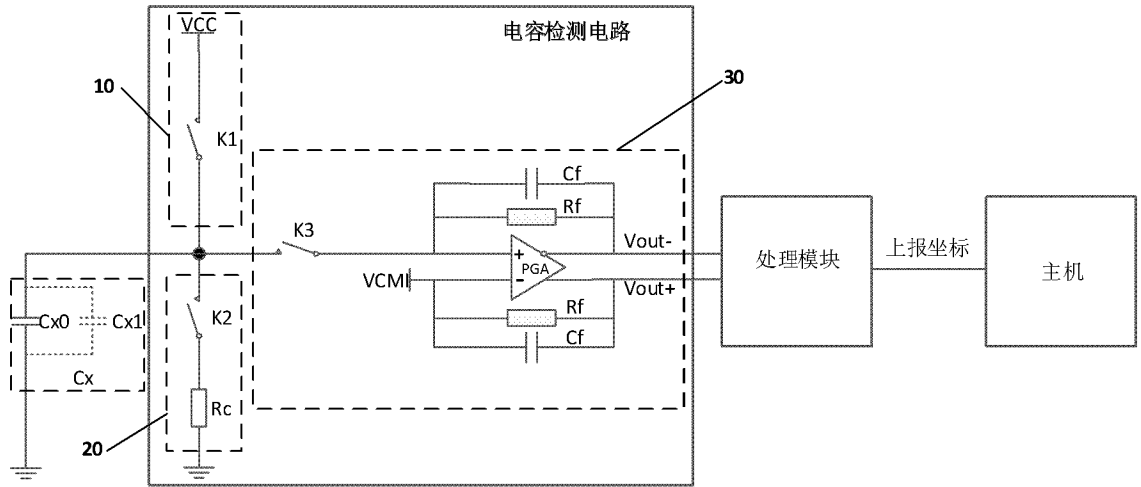 VCC
电容检测电路
10
30
K1
Cf
Rf
K3
Vout-
+
PGA
-
VCMI
Vout+
处理模块
上报坐标
主机
Cx0
Cx1
K2
Rf
Cf
Cx
Rc
20